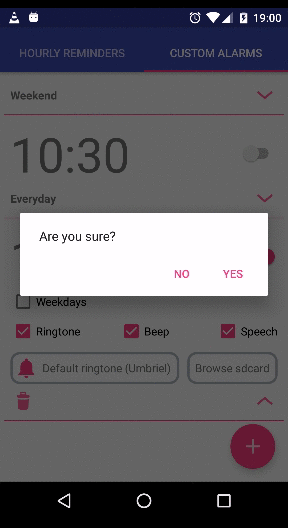 19:00
HOURLY REMINDERS
CUSTOM ALARMS
Weekend
10:30
Everyday
Are you sure?
NO YES
Weekdays
Ringtone Beep Speech
Default ringtone (Umbriel) Browse sdcard